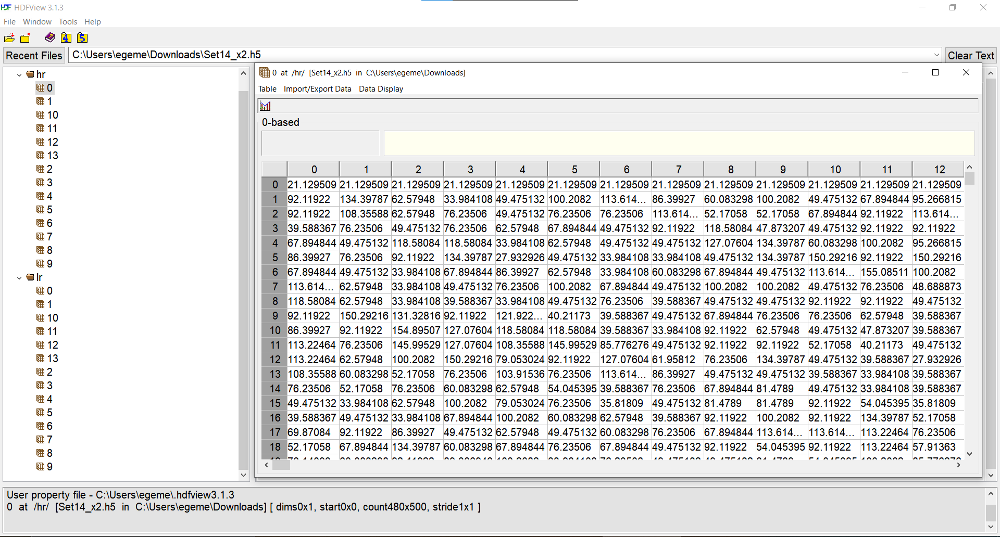 HDF HDFView 3.1.3
File Window Tools Help
4 5
Recent Files C:\Users\egeme\Downloads\Set14_x2.h5 Clear Text
hr
0
1
10
11
12
13
2
3
4
5
6
7
8
9
lr
0
1
10
11
12
13
2
3
4
5
6
7
8
9
0 at /hr/ [Set14_x2.h5 in C:\Users\egeme\Downloads]
Table Import/Export Data Data Display
0-based
0 1 2 3 4 5 6 7 8 9 10 11 12
0 21.129509 21.129509 21.129509 21.129509 21.129509 21.129509 21.129509 21.129509 21.129509 21.129509 21.129509 21.129509 21.129509
1 92.11922 134.39787 62.57948 33.984108 49.475132 100.2082 113.614... 86.39927 60.083298 100.2082 49.475132 67.894844 95.266815
2 92.11922 108.35588 62.57948 76.23506 49.475132 76.23506 76.23506 113.614... 52.17058 52.17058 67.894844 92.11922 113.614...
3 39.588367 76.23506 49.475132 76.23506 62.57948 67.894844 49.475132 92.11922 118.58084 47.873207 49.475132 92.11922 92.11922
4 67.894844 49.475132 118.58084 118.58084 33.984108 62.57948 49.475132 49.475132 127.07604 134.39787 60.083298 100.2082 95.266815
5 86.39927 76.23506 92.11922 134.39787 27.932926 49.475132 33.984108 33.984108 49.475132 134.39787 150.29216 92.11922 150.29216
6 67.894844 49.475132 33.984108 67.894844 86.39927 62.57948 33.984108 60.083298 67.894844 49.475132 113.614... 155.08511 100.2082
7 113.614... 62.57948 33.984108 49.475132 76.23506 100.2082 67.894844 49.475132 100.2082 100.2082 49.475132 76.23506 48.688873
8 118.58084 62.57948 33.984108 39.588367 33.984108 49.475132 76.23506 39.588367 49.475132 49.475132 92.11922 92.11922 49.475132
9 92.11922 150.29216 131.32816 92.11922 121.922... 40.21173 39.588367 49.475132 67.894844 76.23506 76.23506 62.57948 39.588367
10 86.39927 92.11922 154.89507 127.07604 118.58084 118.58084 39.588367 33.984108 92.11922 62.57948 49.475132 47.873207 39.588367
11 113.22464 76.23506 145.99529 127.07604 108.35588 145.99529 85.776276 49.475132 92.11922 92.11922 52.17058 40.21173 49.475132
12 113.22464 62.57948 100.2082 150.29216 79.053024 92.11922 127.07604 61.95812 76.23506 134.39787 49.475132 39.588367 27.932926
13 108.35588 60.083298 52.17058 76.23506 103.91536 76.23506 113.614... 86.39927 49.475132 49.475132 39.588367 33.984108 39.588367
14 76.23506 52.17058 76.23506 60.083298 62.57948 54.045395 39.588367 76.23506 67.894844 81.4789 49.475132 33.984108 39.588367
15 49.475132 33.984108 62.57948 100.2082 79.053024 76.23506 35.81809 49.475132 81.4789 81.4789 92.11922 54.045395 35.81809
16 39.588367 49.475132 33.984108 67.894844 100.2082 60.083298 62.57948 39.588367 92.11922 100.2082 92.11922 134.39787 52.17058
17 69.87084 92.11922 86.39927 49.475132 62.57948 49.475132 60.083298 76.23506 67.894844 113.614... 113.614... 113.22464 76.23506
18 52.17058 67.894844 134.39787 60.083298 67.894844 76.23506 67.894844 49.475132 92.11922 54.045395 92.11922 113.22464 57.91363
User property file - C:\Users\egeme\.hdfview3.1.3
0 at /hr/ [Set14_x2.h5 in C:\Users\egeme\Downloads] [ dims0x1, start0x0, count480x500, stride1x1 ]